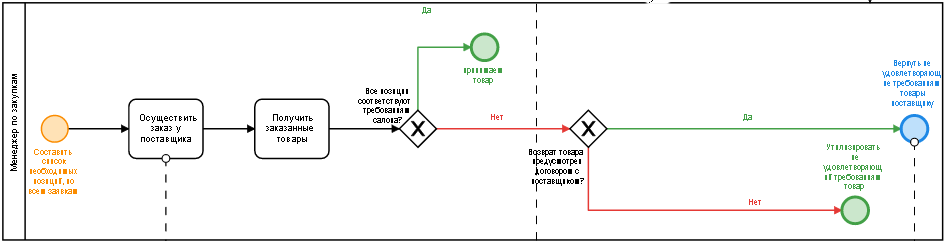 Менеджер по закупкам
Составить
список
необходимых
позиций, по
всем заявкам
Осуществить
заказ у
поставщика
Получить
заказанные
товары
Все позиции
соответствуют
требованиям
салона?
Да
принимаем
товар
Нет
Возврат товара
предусмотрен
договором с
поставщиком?
Да
Нет
Вернуть не
удовлетворяющ
ие требованиям
товары
поставщику
Утилизировать
не
удовлетворяющ
ий требованиям
товар